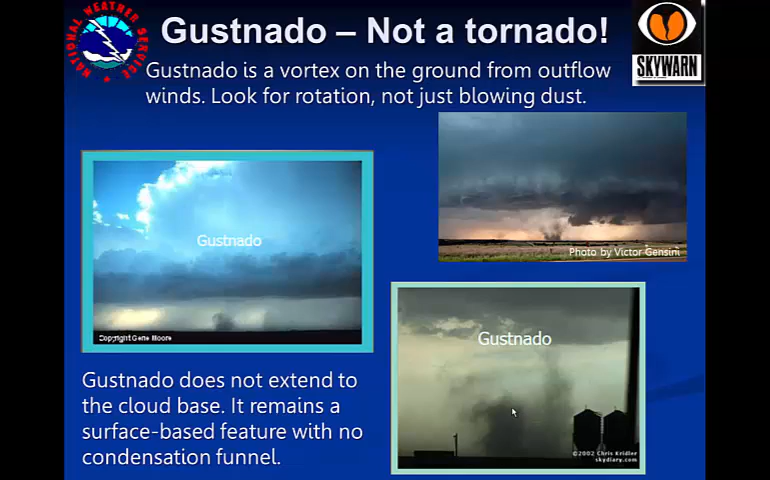 Gustnado – Not a tornado!
NATIONAL WEATHER SERVICE
SKYWARN
Gustnado is a vortex on the ground from outflow
winds. Look for rotation, not just blowing dust.
Gustnado
Copyright Gene Moore
Photo by Victor Gensini
Gustnado
©2002 Chris Kridler
skydiary.com
Gustnado does not extend to
the cloud base. It remains a
surface-based feature with no
condensation funnel.